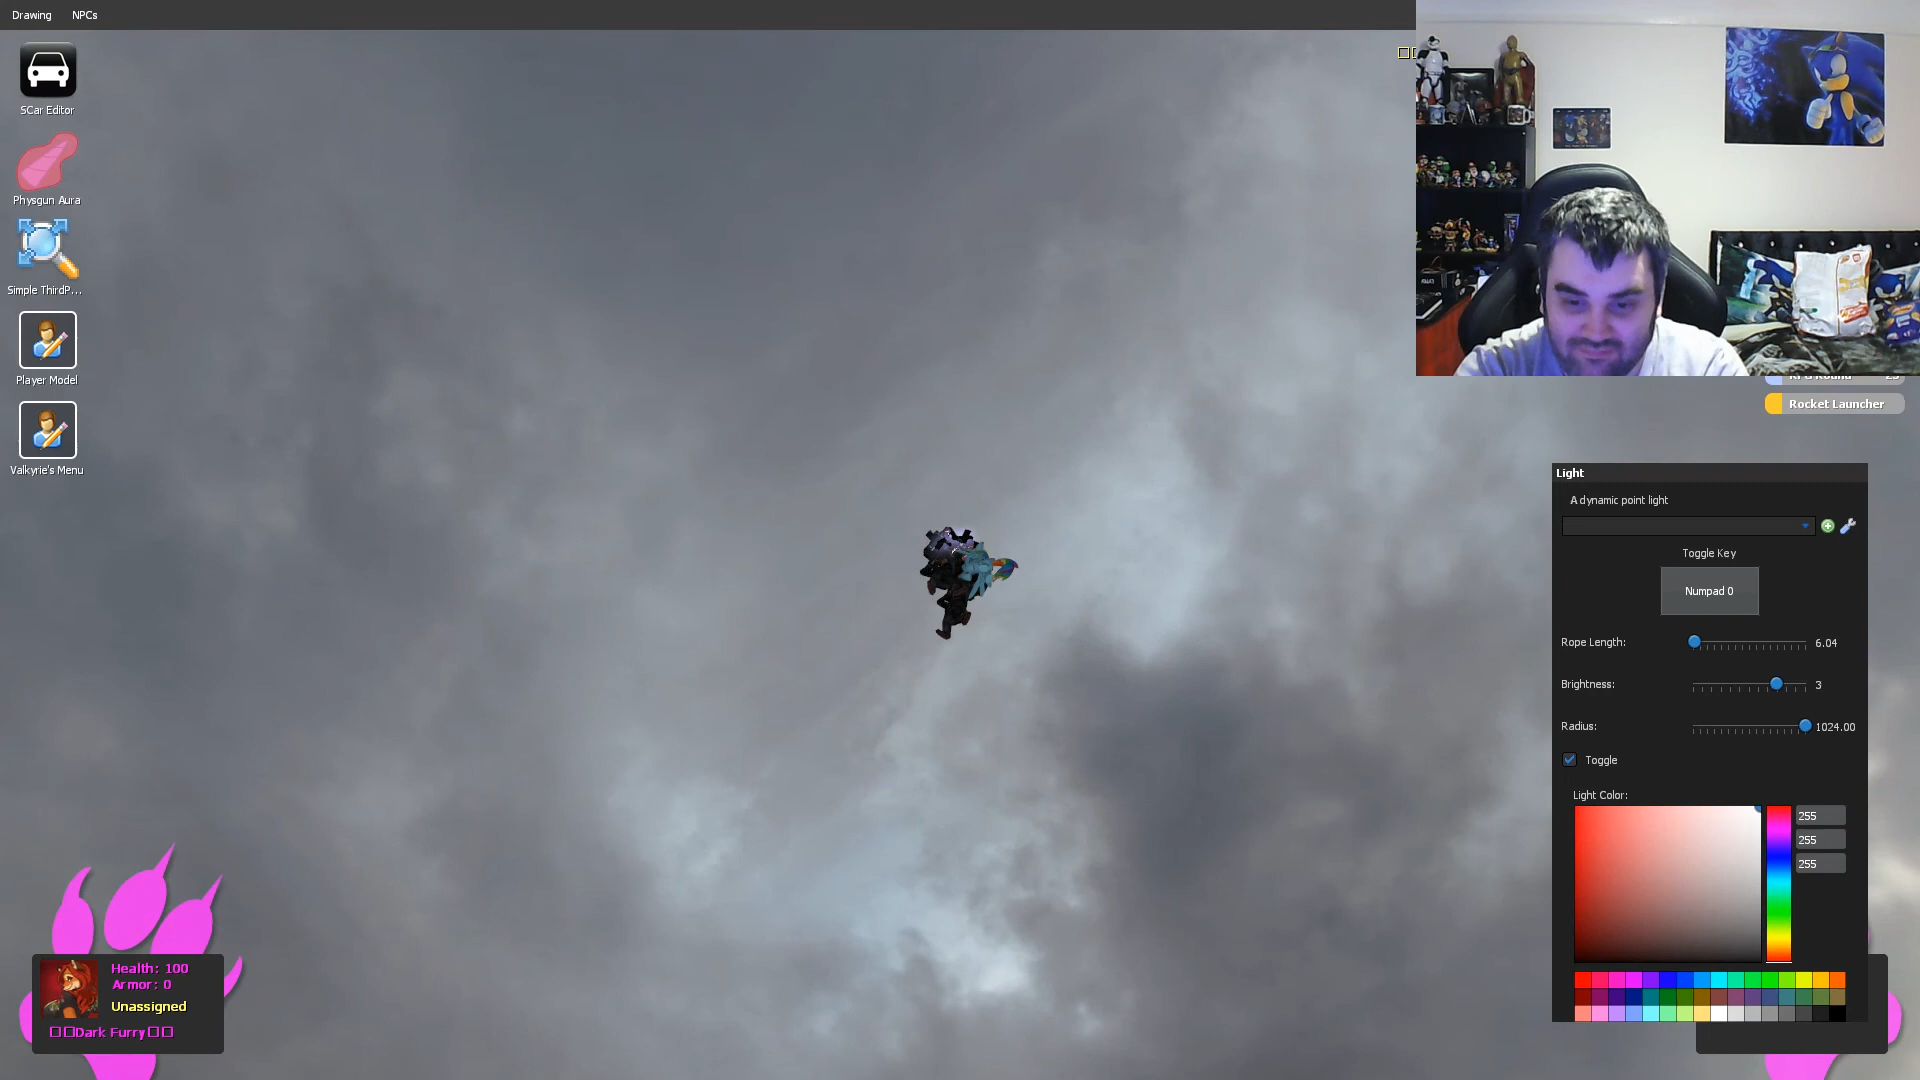 Drawing NPCs
SCar Editor
Physgun Aura
Simple ThirdP...
Player Model
Valkyrie's Menu
Rocket Launcher
Light
A dynamic point light
Toggle Key
Numpad 0
Rope Length: 6.04
Brightness: 3
Radius: 1024.00
Toggle
Light Color:
255
255
255
Health: 100
Armor: 0
Unassigned
□□Dark Furry□□